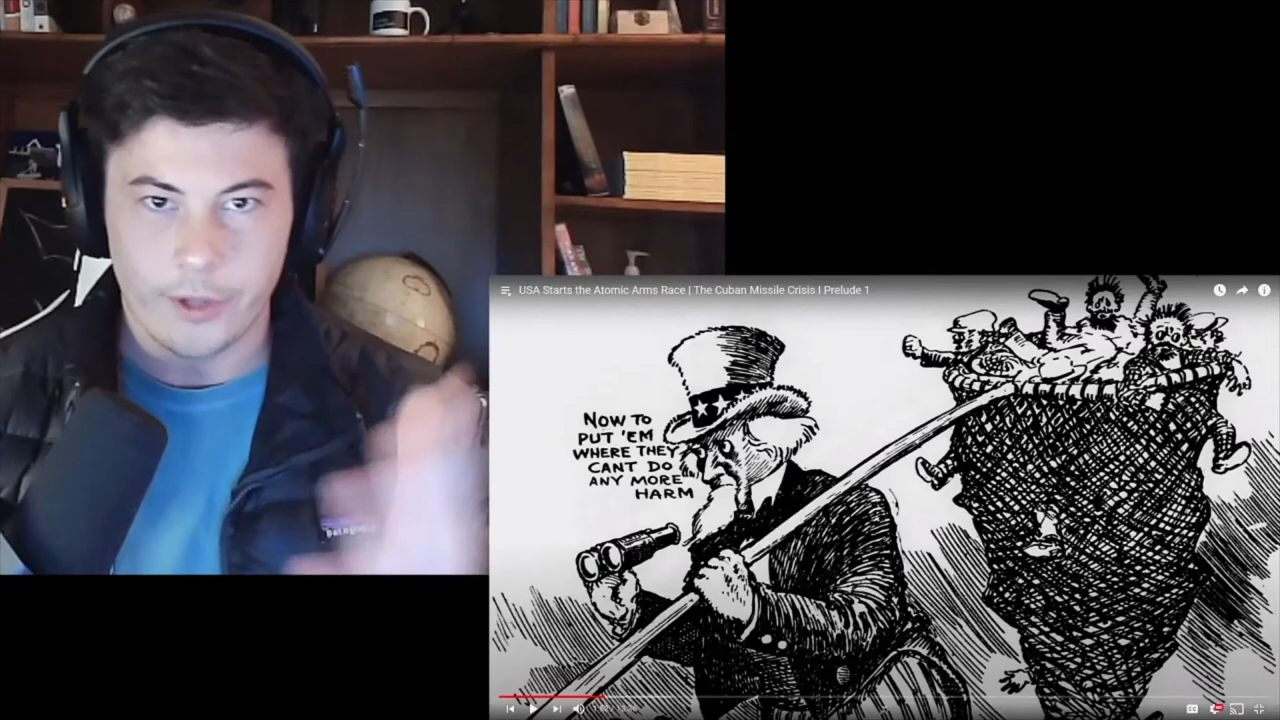 USA Starts the Atomic Arms Race | The Cuban Missile Crisis I Prelude 1
NOW TO
PUT 'EM
WHERE THEY
CANT DO
ANY MORE
HARM
patagonia